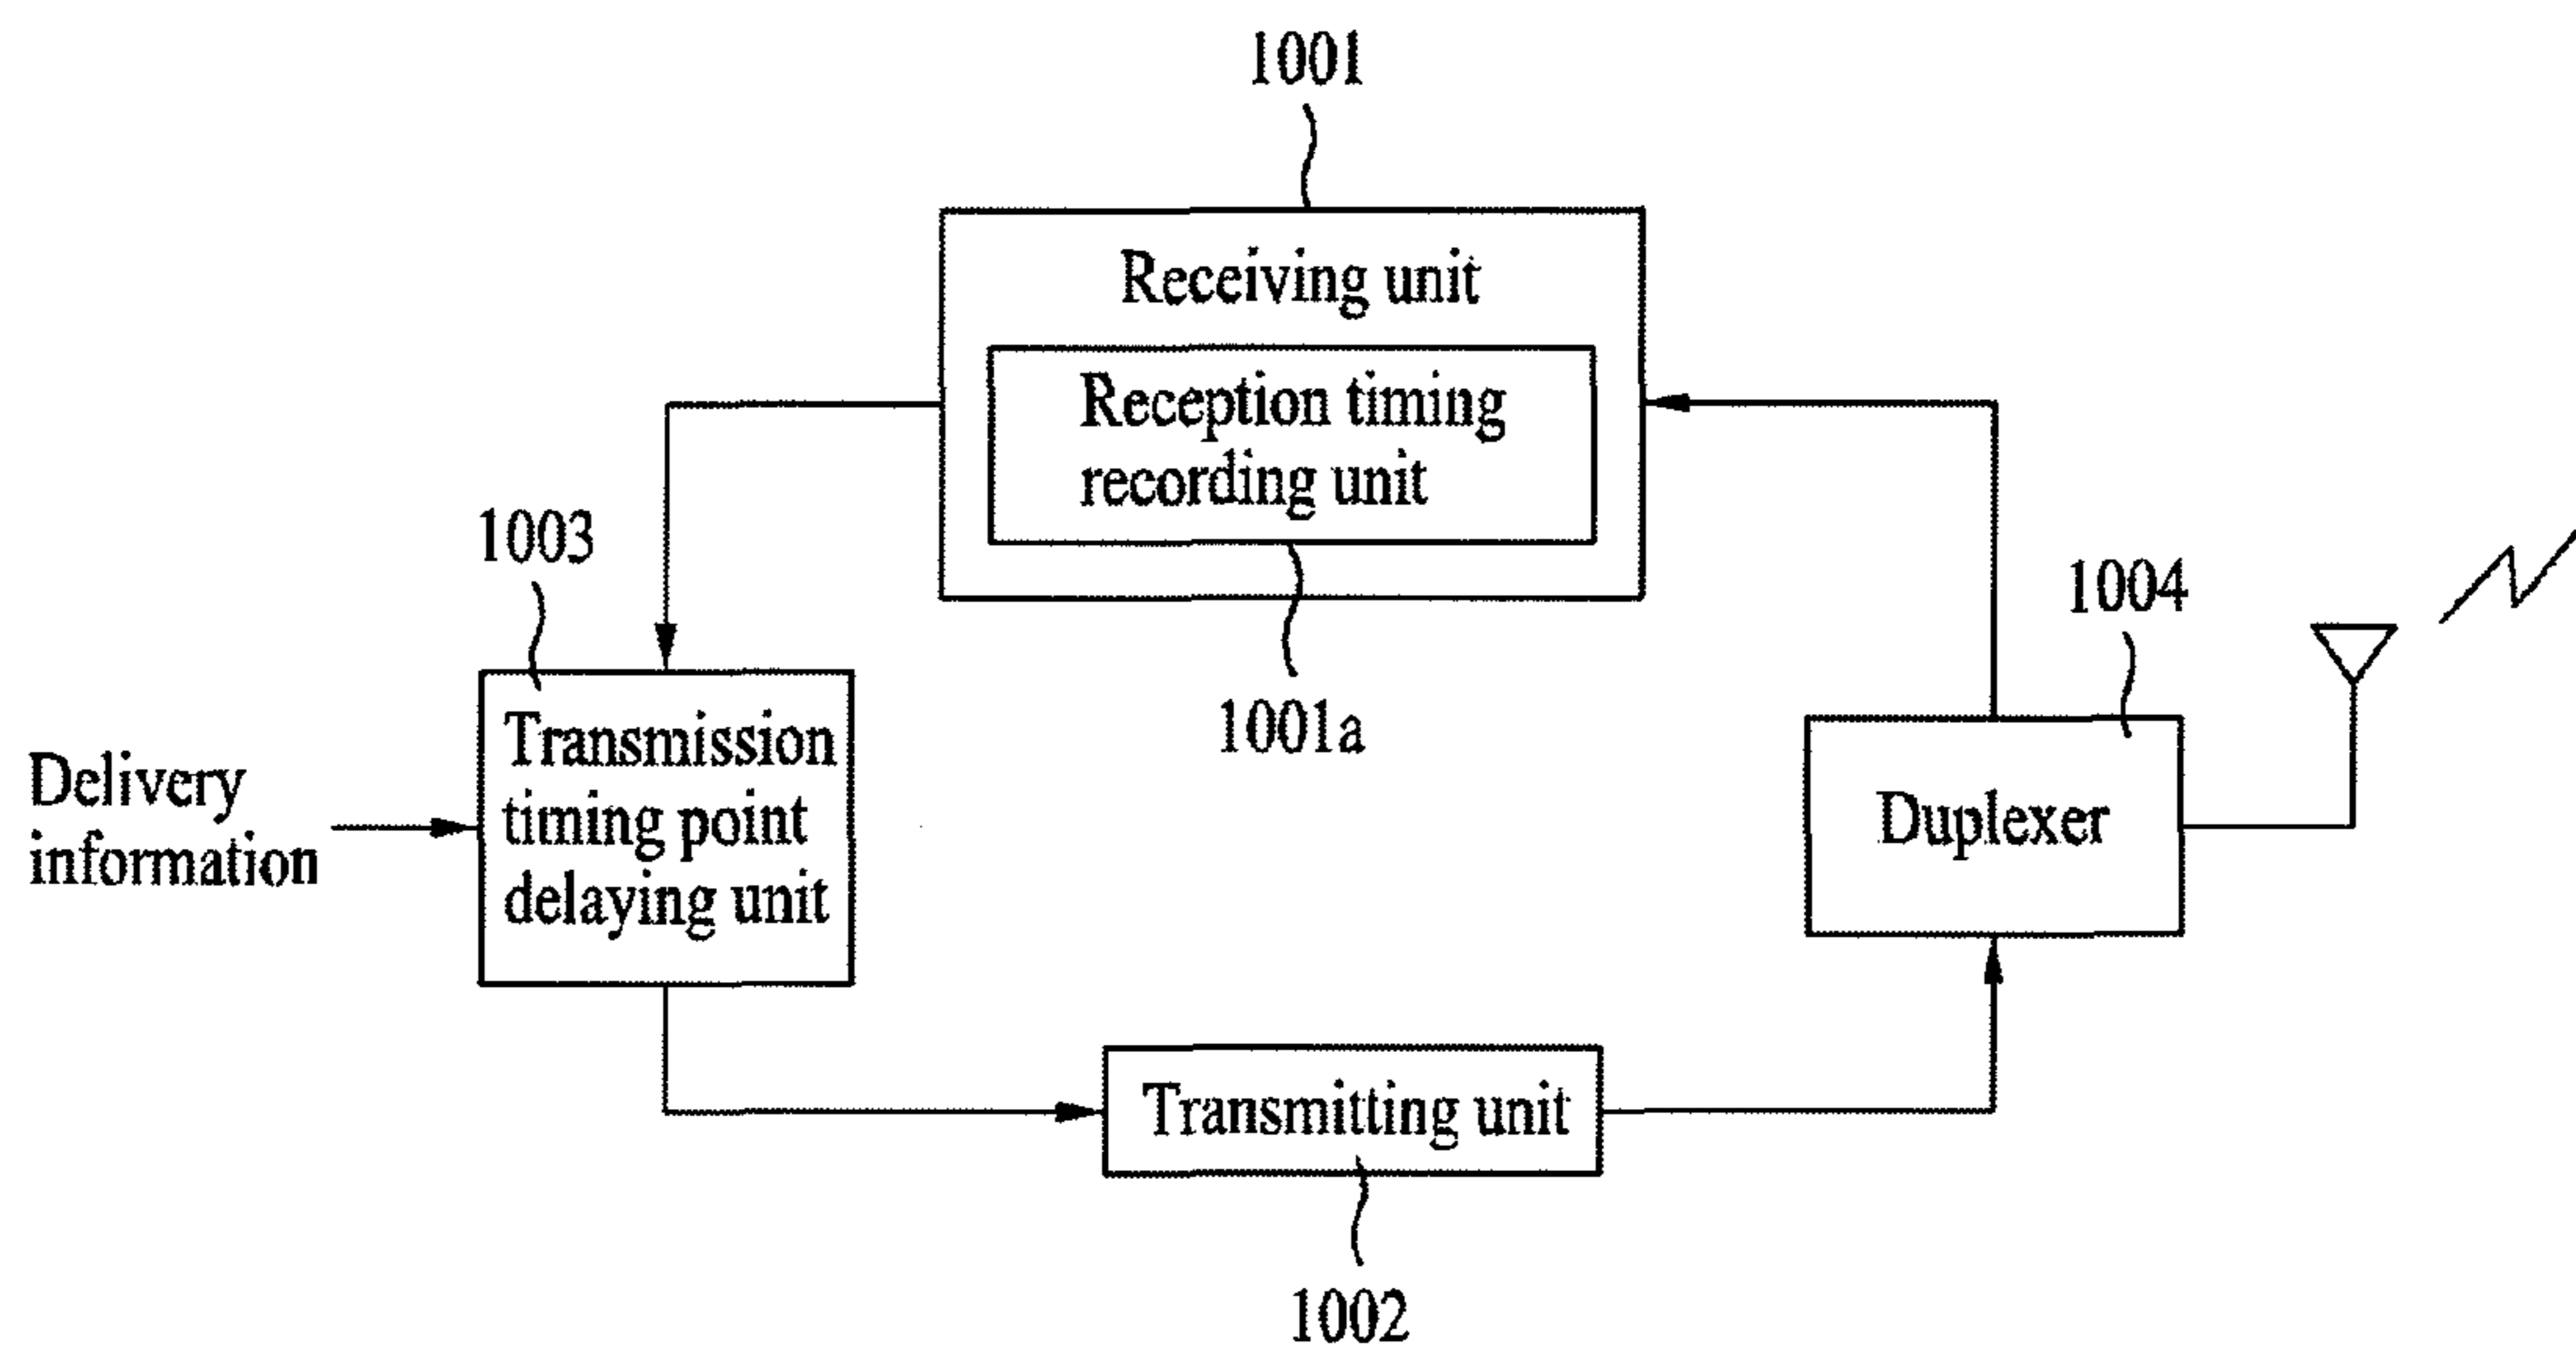 1001
Receiving unit
Reception timing
recording unit
1001a
1003
Transmission
timing point
delaying unit
Delivery
information
1004
Duplexer
Transmitting unit
1002